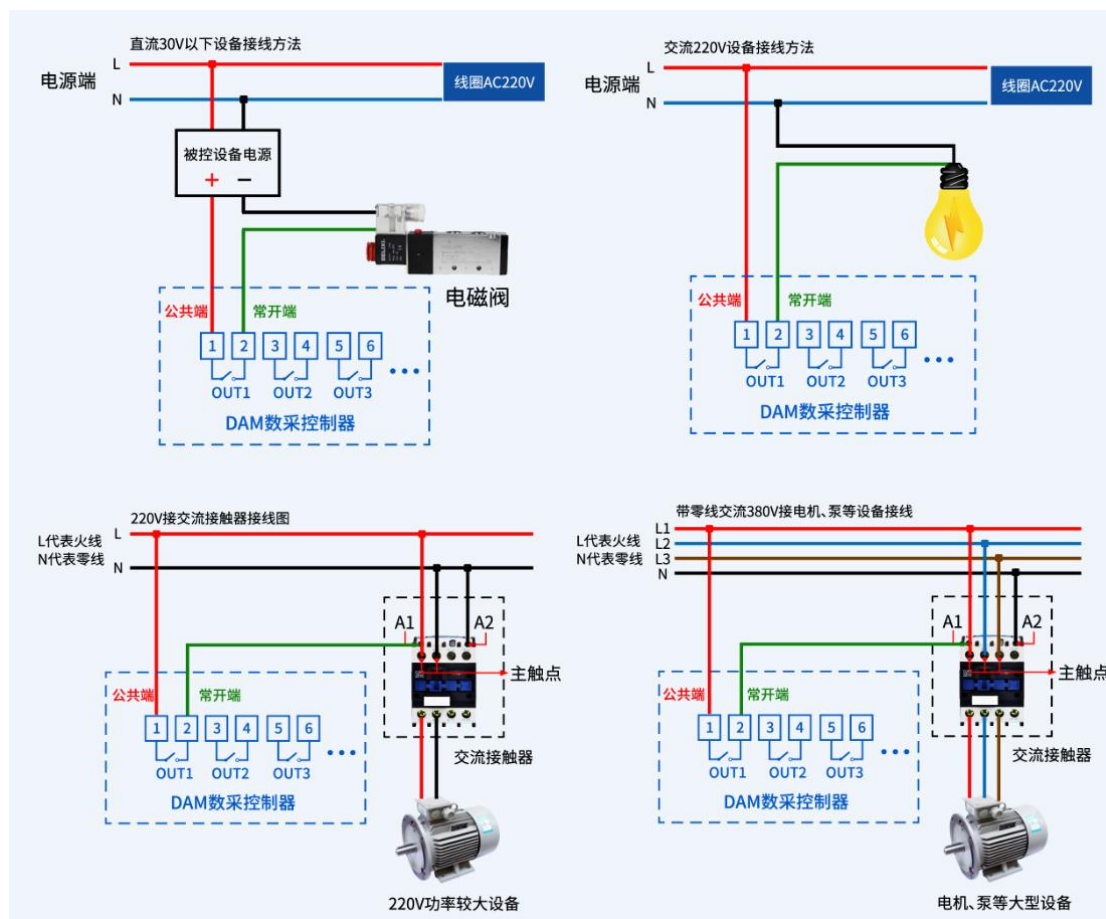 直流30V以下设备接线方法
L
电源端
N
线圈AC220V
被控设备电源
+ −
电磁阀
公共端
常开端
1 2 3 4 5 6
OUT1 OUT2 OUT3
DAM数采控制器
交流220V设备接线方法
L
电源端
N
线圈AC220V
公共端
常开端
1 2 3 4 5 6
OUT1 OUT2 OUT3
DAM数采控制器
220V接交流接触器接线图
L
L代表火线
N代表零线
N
A1
A2
主触点
公共端
常开端
1 2 3 4 5 6
OUT1 OUT2 OUT3
交流接触器
DAM数采控制器
220V功率较大设备
带零线交流380V接电机、泵等设备接线
L1
L代表火线
L2
N代表零线
L3
N
A1
A2
主触点
公共端
常开端
1 2 3 4 5 6
OUT1 OUT2 OUT3
交流接触器
DAM数采控制器
电机、泵等大型设备